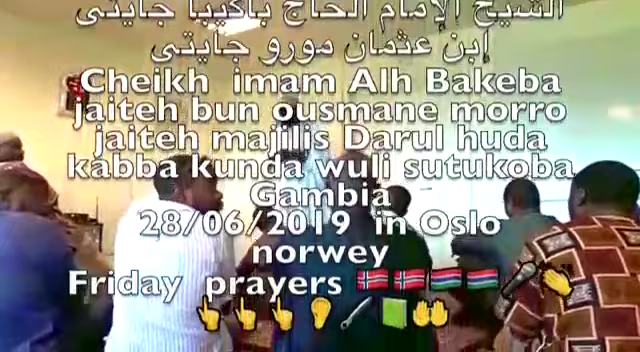 الشيخ الإمام الحاج باكيبا جايتى
إبن عثمان مورو جايتى
Cheikh imam Alh Bakeba
jaiteh bun ousmane morro
jaiteh majlis Darul huda
kabba kunda wuli sutukoba
Gambia
28/06/2019 in Oslo
norwey
Friday prayers 🇳🇴🇳🇴🇬🇲🇬🇲🎤👏
👆👆👆👂🥄📗👐